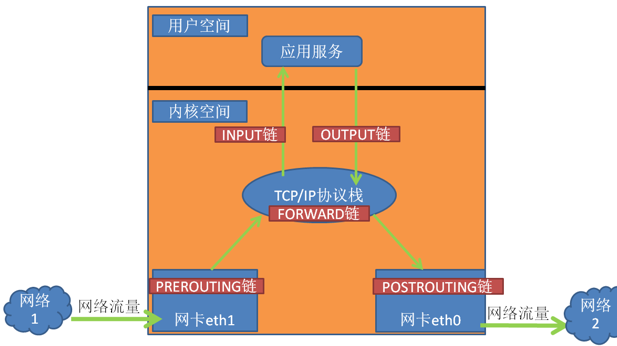 用户空间
应用服务
内核空间
INPUT链
OUTPUT链
TCP/IP协议栈
FORWARD链
PREROUTING链
POSTROUTING链
网络
1
网络流量
网卡eth1
网卡eth0
网络流量
网络
2